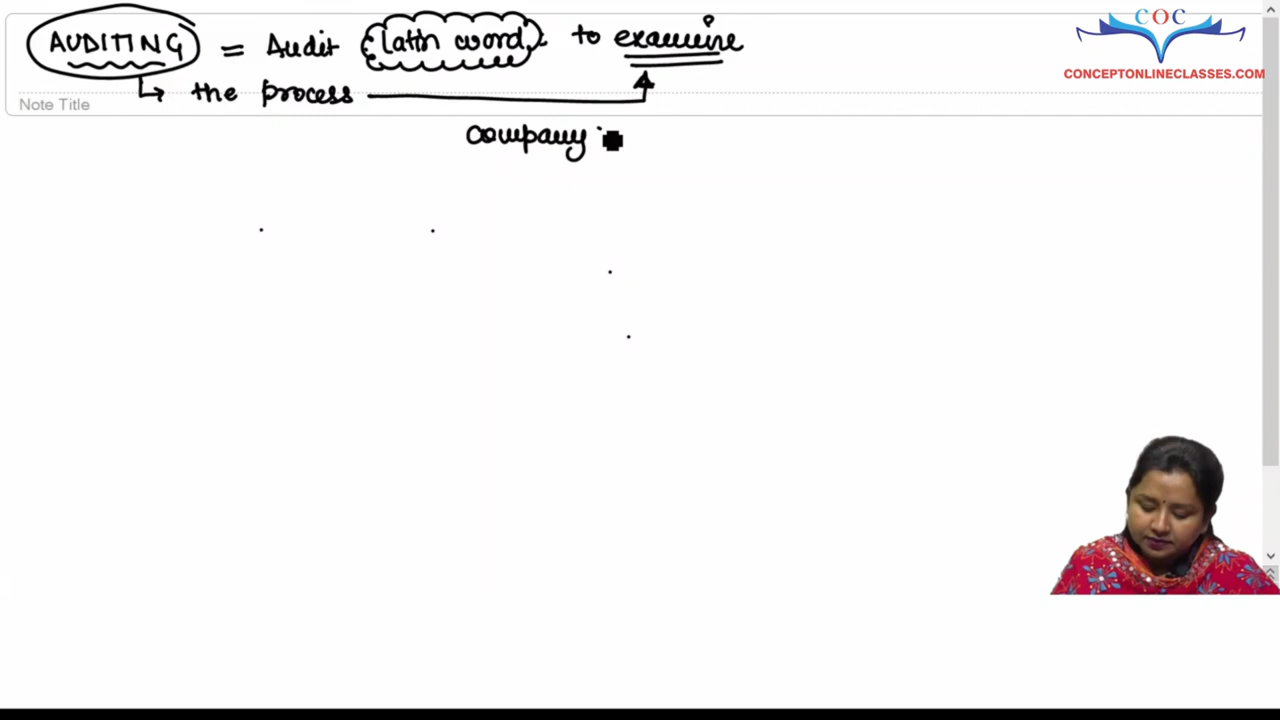 AUDITING = Audit (latin word) to examine
the process
Note Title
company
COC
CONCEPTONLINECLASSES.COM